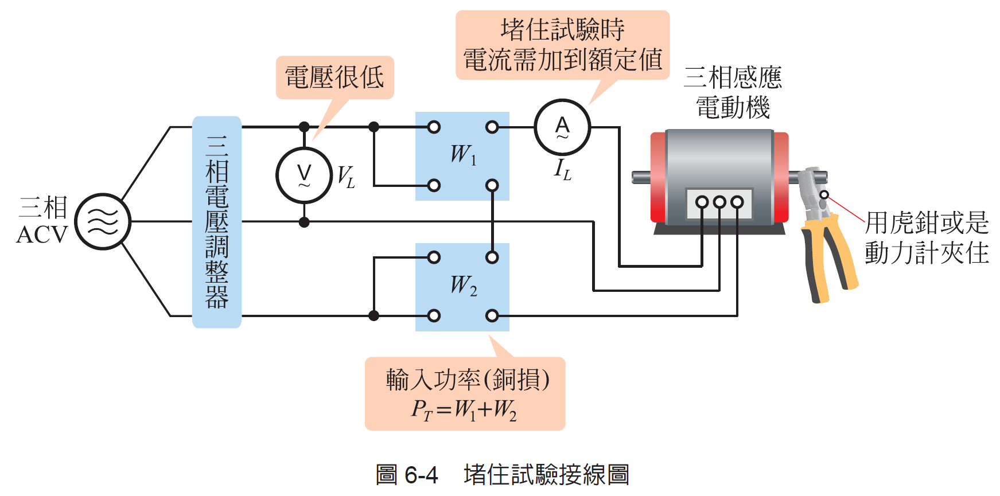 堵住試驗時
電流需加到額定值
電壓很低
三相感應
電動機
三相
ACV
三相電壓調整器
V
~
V_L
W_1
A
~
I_L
W_2
用虎鉗或是
動力計夾住
輸入功率(銅損)
P_T=W_1+W_2
圖 6-4 堵住試驗接線圖